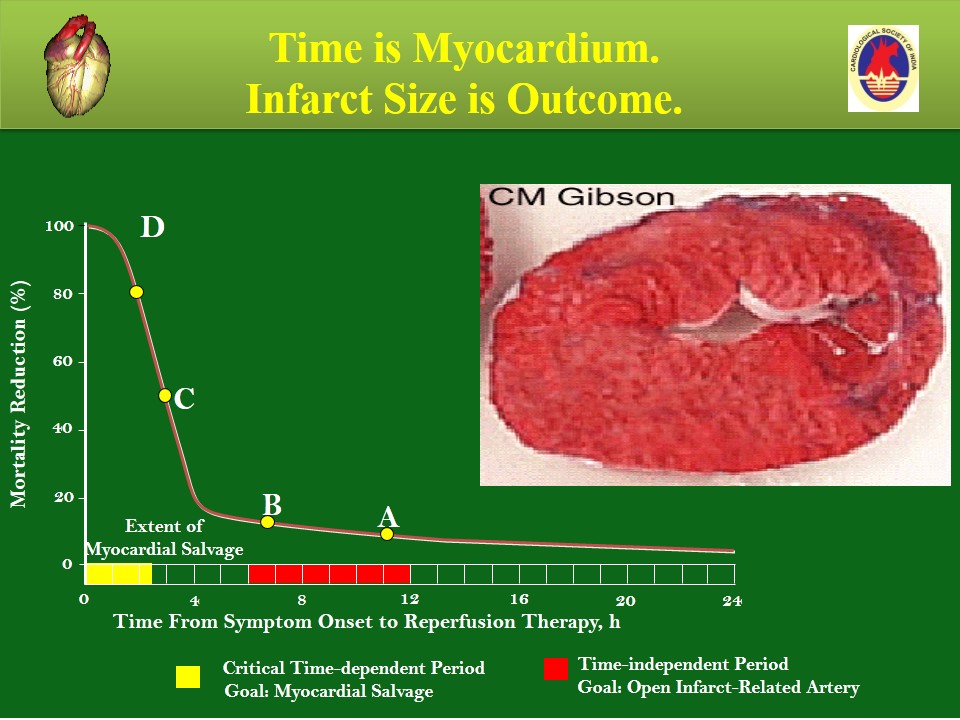 Time is Myocardium.
Infarct Size is Outcome.
CARDIOLOGICAL SOCIETY OF INDIA
CM Gibson
Mortality Reduction (%)
100
80
60
40
20
0
D
C
B
A
Extent of
Myocardial Salvage
0 4 8 12 16 20 24
Time From Symptom Onset to Reperfusion Therapy, h
Critical Time-dependent Period
Goal: Myocardial Salvage
Time-independent Period
Goal: Open Infarct-Related Artery